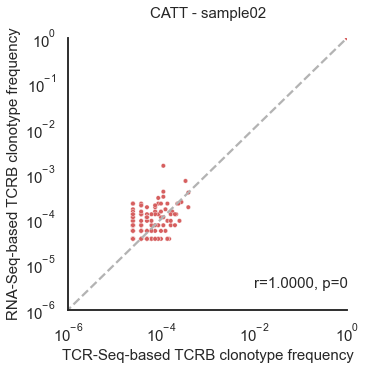 CATT - sample02
RNA-Seq-based TCRB clonotype frequency
10^0
10^−1
10^−2
10^−3
10^−4
10^−5
10^−6
r=1.0000, p=0
10^−6
10^−4
10^−2
10^0
TCR-Seq-based TCRB clonotype frequency